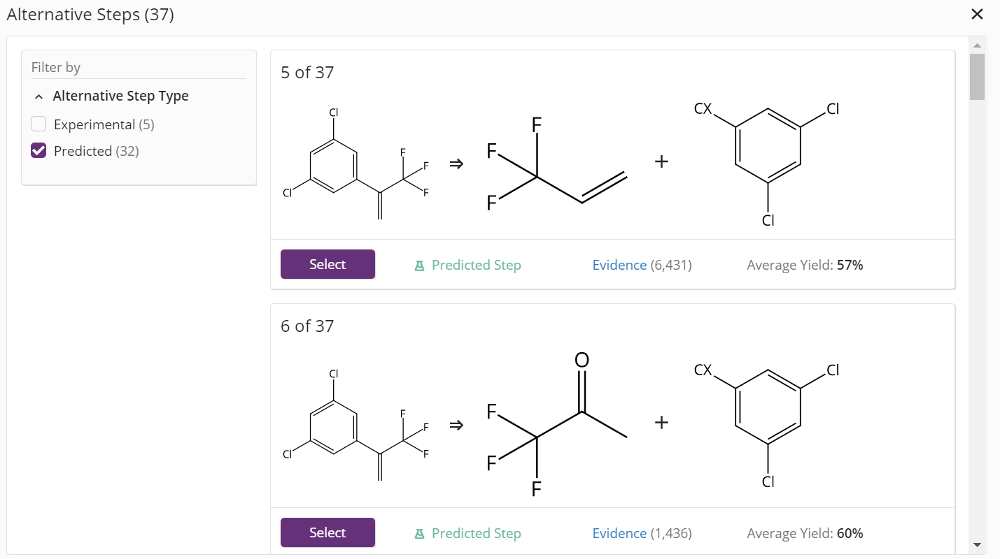 Alternative Steps (37)
Filter by
Alternative Step Type
Experimental (5)
Predicted (32)
5 of 37
Cl
Cl
F
F
F
⇒
F
F
F
+
CX
Cl
Cl
Select
Predicted Step
Evidence (6,431)
Average Yield: 57%
6 of 37
Cl
Cl
F
F
F
⇒
O
F
F
F
+
CX
Cl
Cl
Select
Predicted Step
Evidence (1,436)
Average Yield: 60%